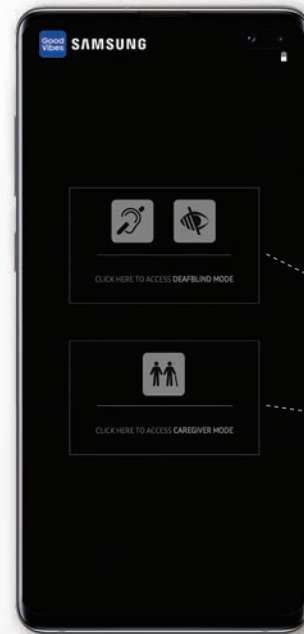 Good
Vibes
SAMSUNG
CLICK HERE TO ACCESS DEAFBLIND MODE
CLICK HERE TO ACCESS CAREGIVER MODE